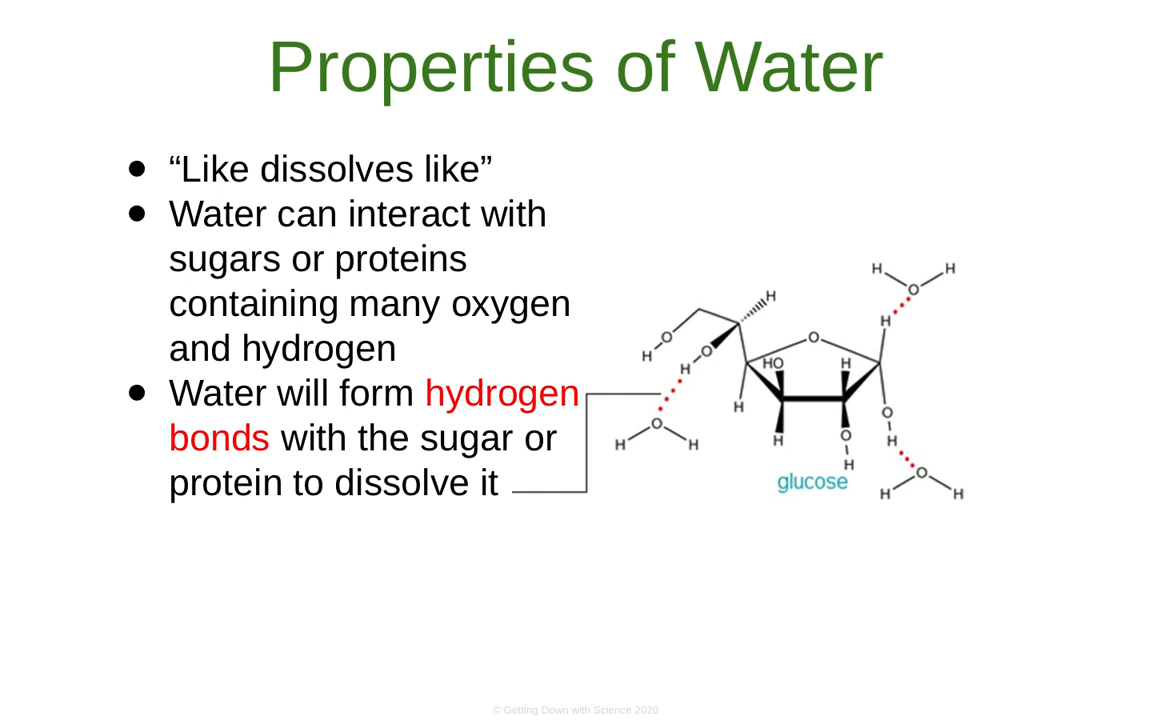 Properties of Water
● “Like dissolves like”
● Water can interact with
sugars or proteins
containing many oxygen
and hydrogen
● Water will form hydrogen
bonds with the sugar or
protein to dissolve it
H H
O
H
H
O
H
O
H
O
HO H
H
O
H H
H
O
H
O
H
O
H
O
H H
glucose
© Getting Down with Science 2020